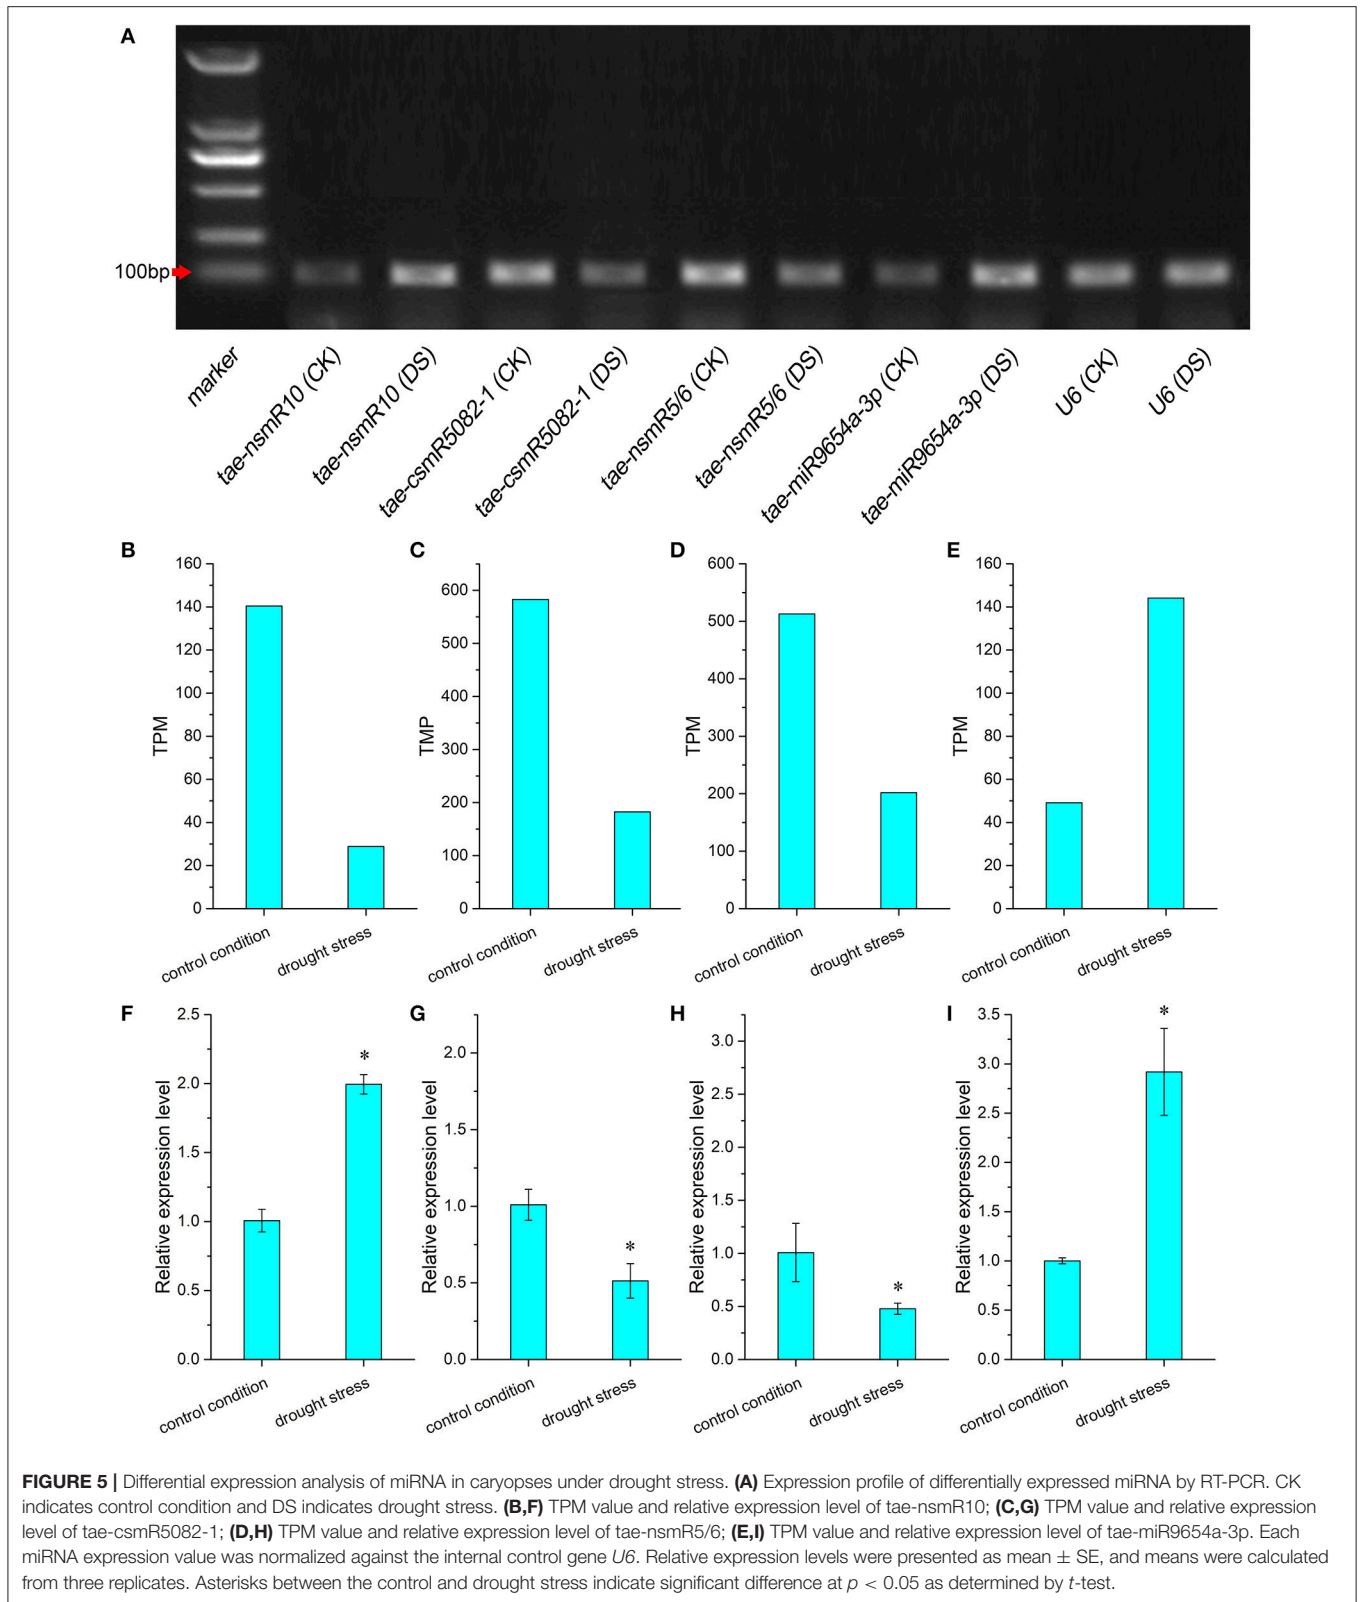 A
100bp
marker
tae-nsmR10 (CK)
tae-nsmR10 (DS)
tae-csmR5082-1 (CK)
tae-csmR5082-1 (DS)
tae-nsmR5/6 (CK)
tae-nsmR5/6 (DS)
tae-miR9654a-3p (CK)
tae-miR9654a-3p (DS)
U6 (CK)
U6 (DS)
B
160
140
120
100
80
60
40
20
0
TPM
control condition
drought stress
C
600
500
400
300
200
100
0
TMP
control condition
drought stress
D
600
500
400
300
200
100
0
TPM
control condition
drought stress
E
160
140
120
100
80
60
40
20
0
TPM
control condition
drought stress
F
2.5
2.0
1.5
1.0
0.5
0.0
Relative expression level
*
control condition
drought stress
G
2.0
1.5
1.0
0.5
0.0
Relative expression level
*
control condition
drought stress
H
3.0
2.5
2.0
1.5
1.0
0.5
0.0
Relative expression level
*
control condition
drought stress
I
3.5
3.0
2.5
2.0
1.5
1.0
0.5
0.0
Relative expression level
*
control condition
drought stress
FIGURE 5 | Differential expression analysis of miRNA in caryopses under drought stress. (A) Expression profile of differentially expressed miRNA by RT-PCR. CK
indicates control condition and DS indicates drought stress. (B,F) TPM value and relative expression level of tae-nsmR10; (C,G) TPM value and relative expression
level of tae-csmR5082-1; (D,H) TPM value and relative expression level of tae-nsmR5/6; (E,I) TPM value and relative expression level of tae-miR9654a-3p. Each
miRNA expression value was normalized against the internal control gene U6. Relative expression levels were presented as mean ± SE, and means were calculated
from three replicates. Asterisks between the control and drought stress indicate significant difference at p < 0.05 as determined by t-test.